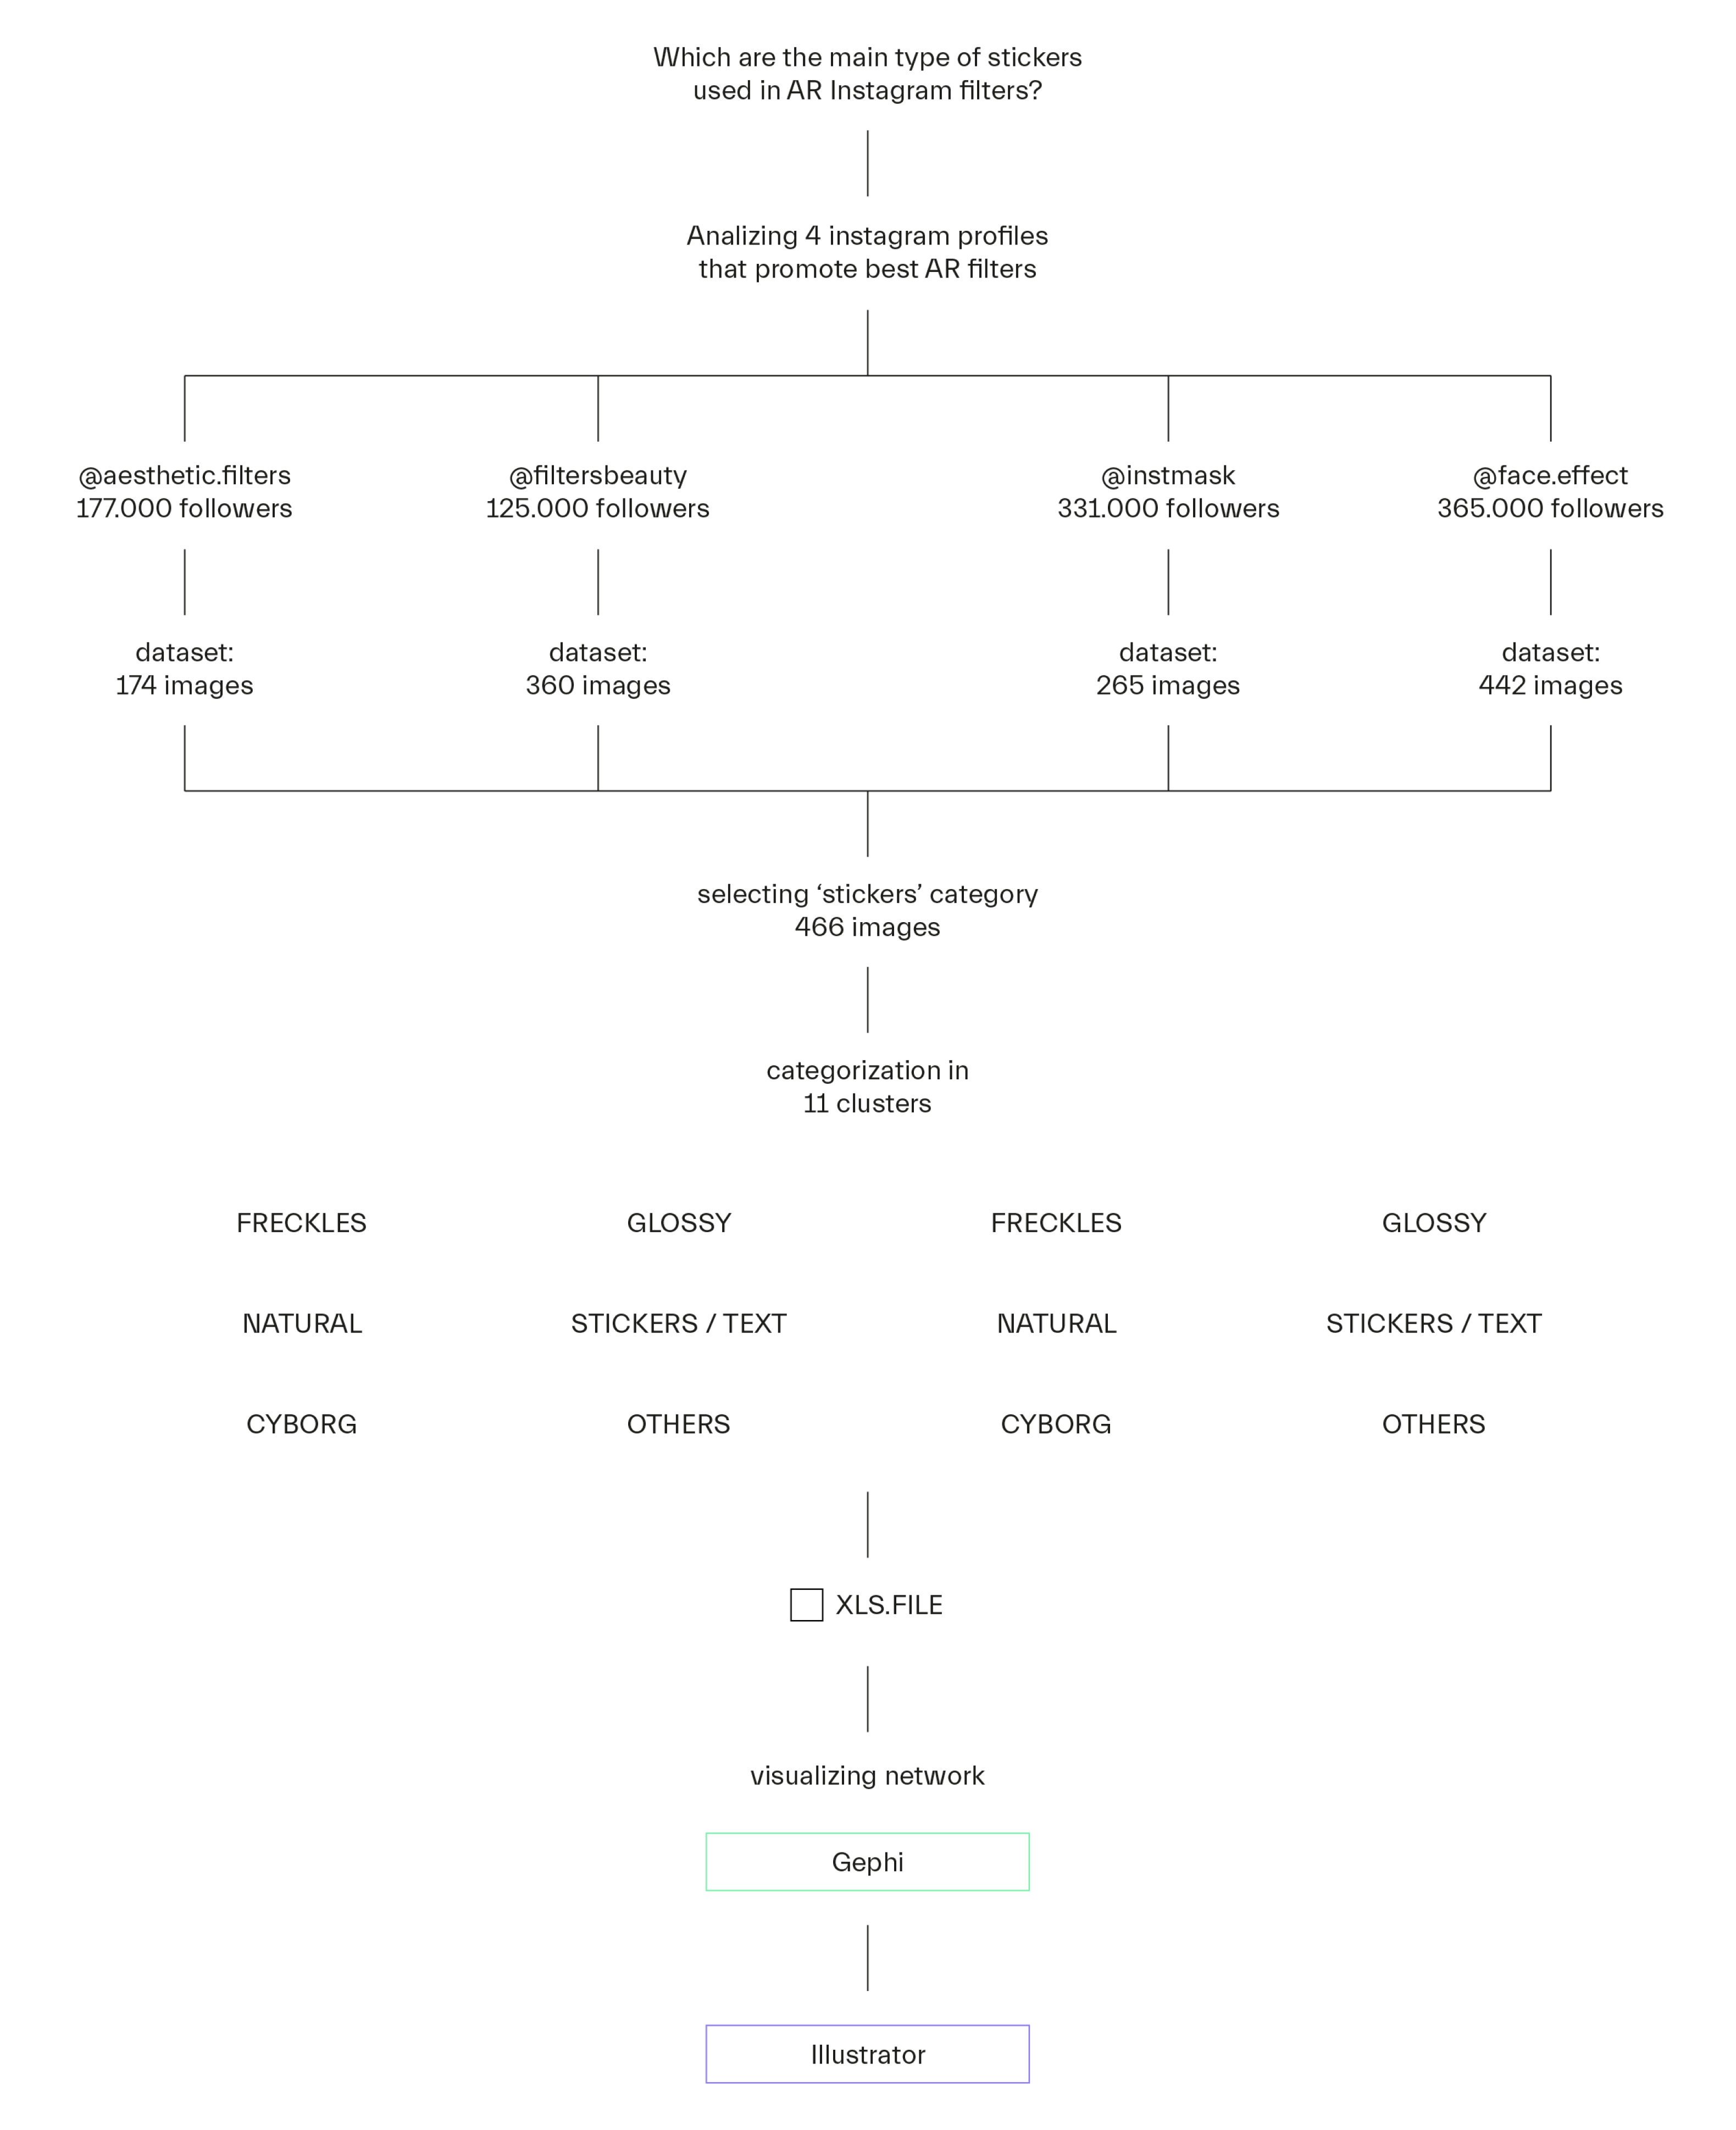 Which are the main type of stickers
used in AR Instagram filters?
Analizing 4 instagram profiles
that promote best AR filters
@aesthetic.filters
177.000 followers
@filtersbeauty
125.000 followers
@instmask
331.000 followers
@face.effect
365.000 followers
dataset:
174 images
dataset:
360 images
dataset:
265 images
dataset:
442 images
selecting ‘stickers’ category
466 images
categorization in
11 clusters
FRECKLES
GLOSSY
FRECKLES
GLOSSY
NATURAL
STICKERS / TEXT
NATURAL
STICKERS / TEXT
CYBORG
OTHERS
CYBORG
OTHERS
XLS.FILE
visualizing network
Gephi
Illustrator